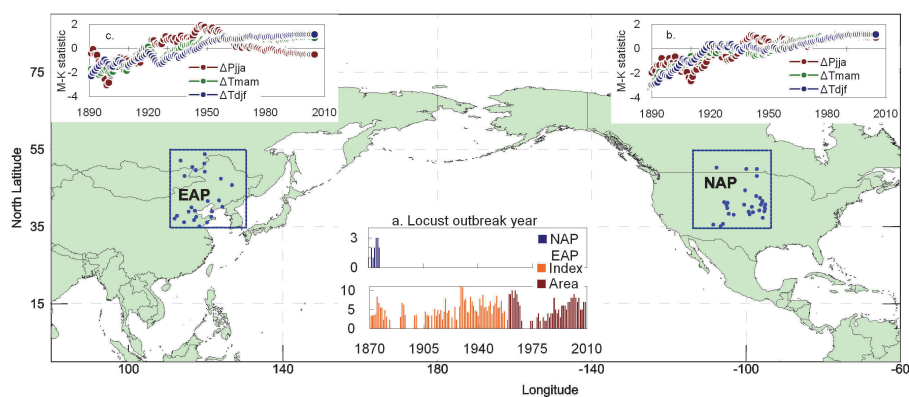 2
0
-2
-4
M-K statistic
c.
ΔPjja
ΔTmam
ΔTdjf
1890 1920 1950 1980 2010
2
0
-2
-4
M-K statistic
b.
ΔPjja
ΔTmam
ΔTdjf
1890 1920 1950 1980 2010
75
55
35
15
North Latitude
EAP
NAP
a. Locust outbreak year
3
0
NAP
EAP
Index
Area
10
5
0
1870 1905 1940 1975 2010
100 140 180 -140 -100 -60
Longitude